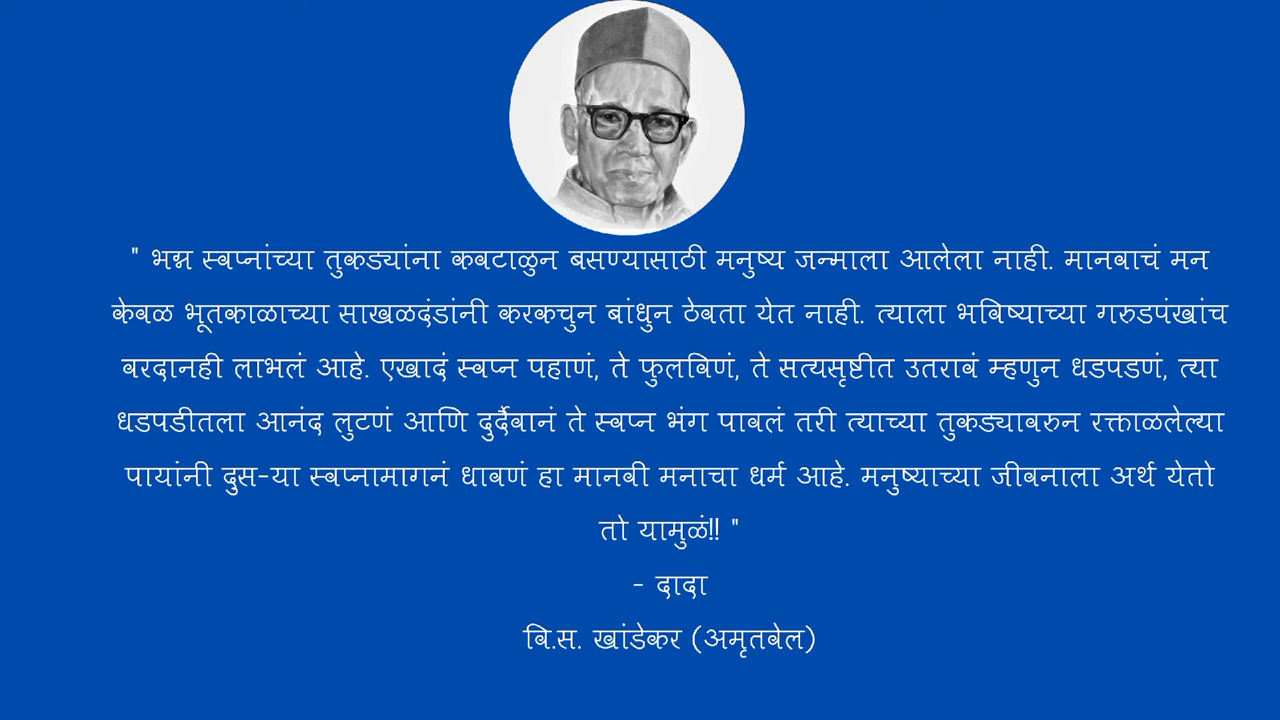 " भग्न स्वप्नांच्या तुकड्यांना कवटाळुन बसण्यासाठी मनुष्य जन्माला आलेला नाही. मानवाचं मन
केवळ भूतकाळाच्या साखळदंडांनी करकचुन बांधुन ठेवता येत नाही. त्याला भविष्याच्या गरुडपंखांच
वरदानही लाभलं आहे. एखादं स्वप्न पहाणं, ते फुलविणं, ते सत्यसृष्टीत उतरावं म्हणुन धडपडणं, त्या
धडपडीतला आनंद लुटणं आणि दुर्दैवानं ते स्वप्न भंग पावलं तरी त्याच्या तुकड्यावरुन रक्ताळलेल्या
पायांनी दुस-या स्वप्नामागनं धावणं हा मानवी मनाचा धर्म आहे. मनुष्याच्या जीवनाला अर्थ येतो
तो यामुळं!! "
- दादा
वि.स. खांडेकर (अमृतवेल)